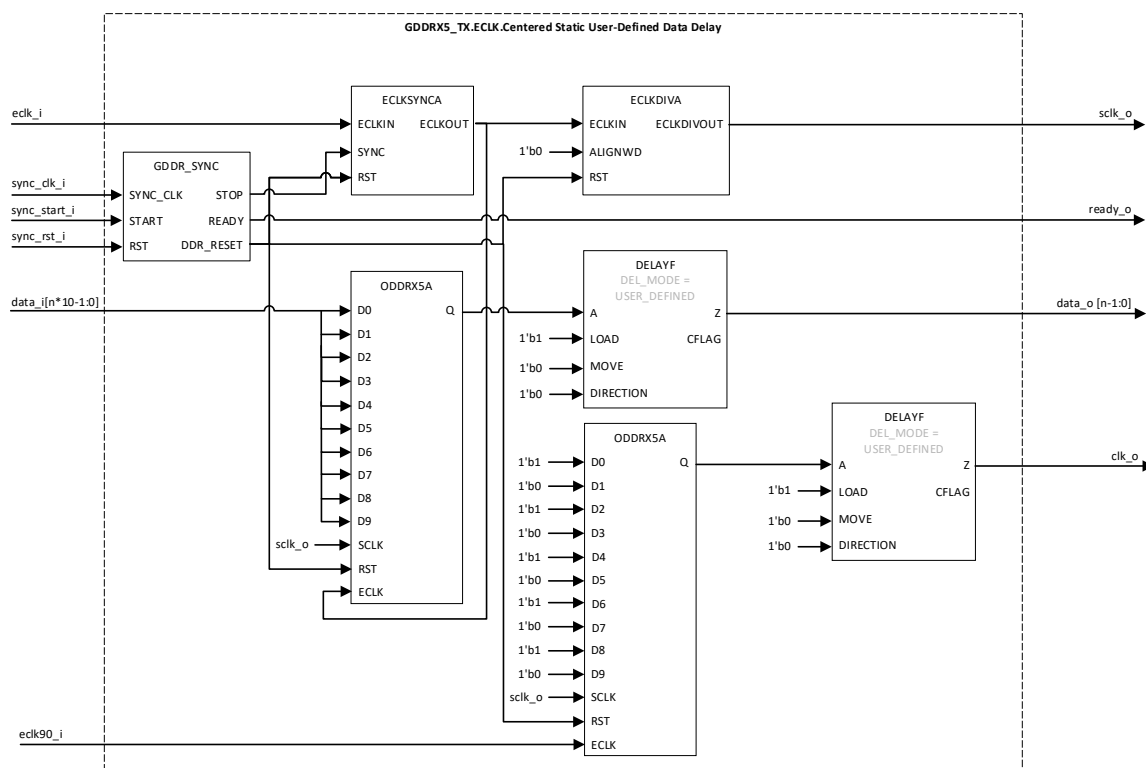 GDDRX5_TX.ECLK.Centered Static User-Defined Data Delay
ECLKSYNCA
ECLKDIVA
eclk_i
ECLKIN ECLKOUT
ECLKIN ECLKDIVOUT
sclk_o
SYNC
1'b0
ALIGNWD
GDDR_SYNC
RST
RST
sync_clk_i
SYNC_CLK STOP
sync_start_i
START READY
ready_o
sync_rst_i
RST DDR_RESET
DELAYF
DEL_MODE =
USER_DEFINED
ODDRX5A
data_i[n*10-1:0]
D0 Q
A Z
data_o [n-1:0]
D1
1'b1
LOAD CFLAG
D2
1'b0
MOVE
D3
1'b0
DIRECTION
D4
D5
D6
D7
D8
D9
sclk_o
SCLK
RST
ECLK
DELAYF
DEL_MODE =
USER_DEFINED
ODDRX5A
1'b1
D0 Q
A Z
clk_o
1'b0
D1
1'b1
LOAD CFLAG
1'b1
D2
1'b0
MOVE
1'b0
D3
1'b0
DIRECTION
1'b1
D4
1'b0
D5
1'b1
D6
1'b0
D7
1'b1
D8
1'b0
D9
sclk_o
SCLK
RST
eclk90_i
ECLK